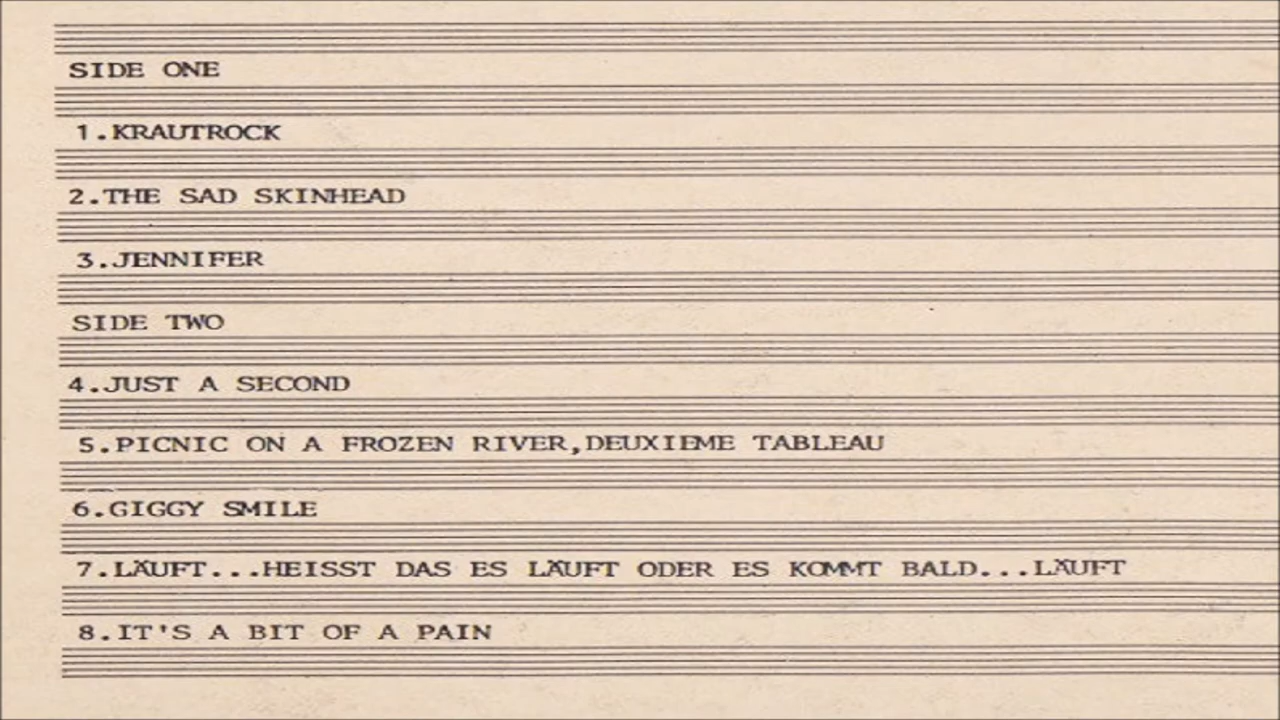 SIDE ONE
1.KRAUTROCK
2.THE SAD SKINHEAD
3.JENNIFER
SIDE TWO
4.JUST A SECOND
5.PICNIC ON A FROZEN RIVER,DEUXIEME TABLEAU
6.GIGGY SMILE
7.LÄUFT...HEISST DAS ES LÄUFT ODER ES KOMMT BALD...LÄUFT
8.IT'S A BIT OF A PAIN